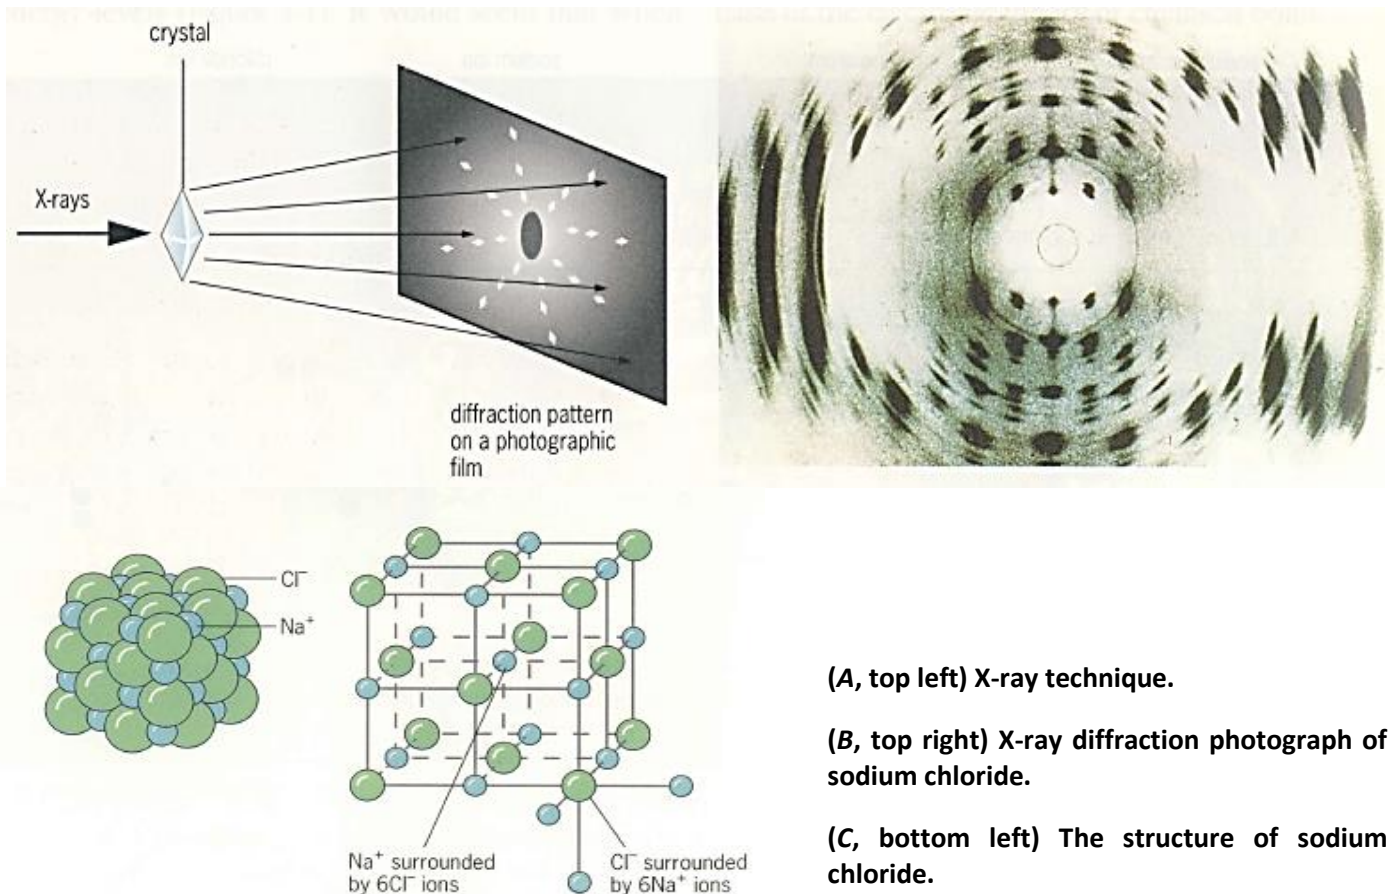 crystal
X-rays
diffraction pattern
on a photographic
film
Cl⁻
Na⁺
Na⁺ surrounded
by 6Cl⁻ ions
Cl⁻ surrounded
by 6Na⁺ ions
(A, top left) X-ray technique.
(B, top right) X-ray diffraction photograph of
sodium chloride.
(C, bottom left) The structure of sodium
chloride.